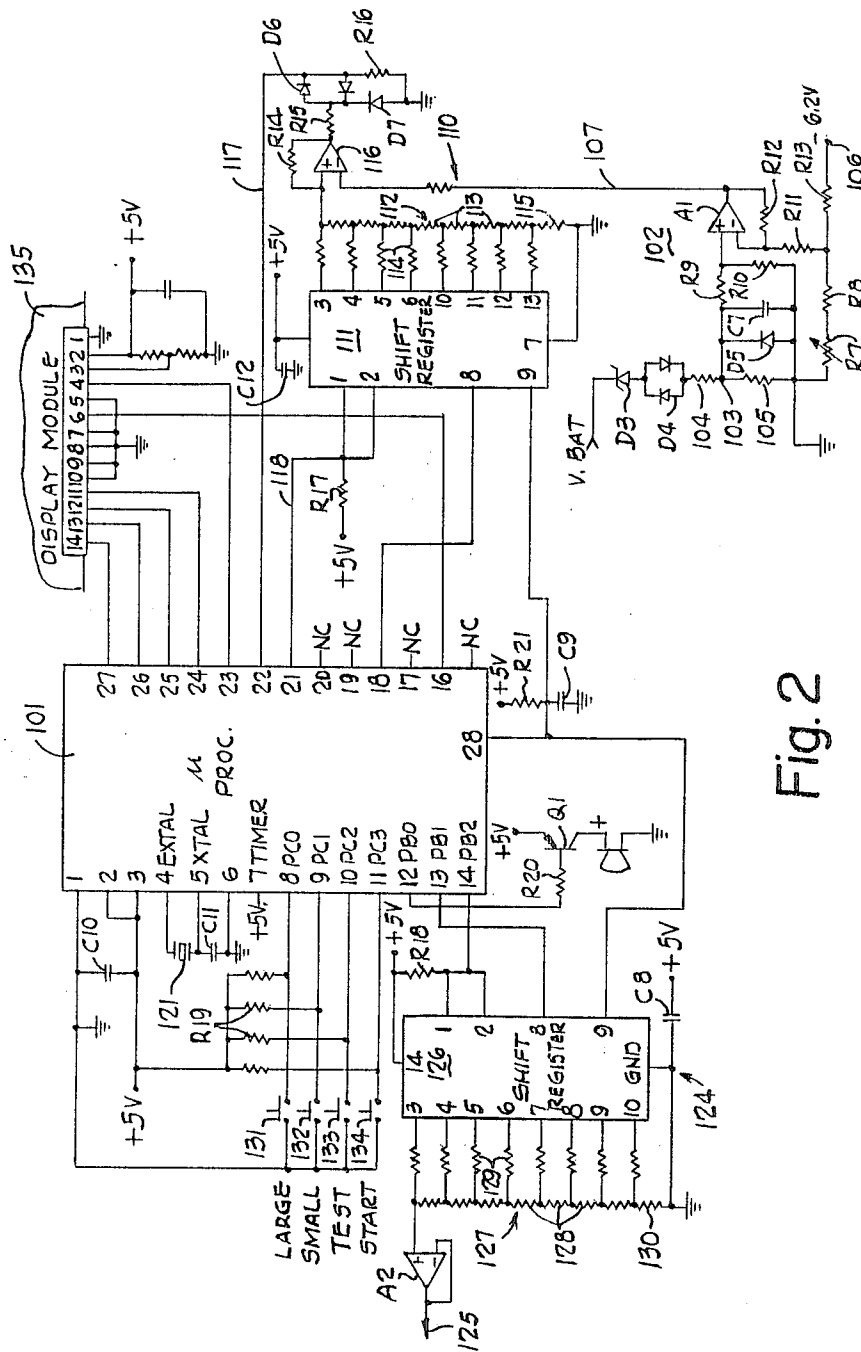 135
DISPLAY MODULE
14 13 12 11 10 9 8 7 6 5 4 3 2 1
+5V
101
μ
PROC.
1
2
3
4 EXTAL
5 XTAL
6
7 TIMER
8 PC0
9 PC1
10 PC2
11 PC3
12 PB0
13 PB1
14 PB2
27
26
25
24
23
22
21
20 NC
19 NC
18
17 NC
16
NC
28
C10
+5V
121
C11
+5V
R19
131
132
133
134
LARGE
SMALL
TEST
START
117
118
+5V
C12
R17
+5V
111
SHIFT
REGISTER
1
2
8
9
3
4
5
6
10
11
12
13
7
112
113
114
115
R14
R15
116
D6
D7
R16
110
107
102
A1
R9
R10
R11
R12
R13
-6.2V
106
R8
R7
C7
D5
105
103
104
D4
D3
V. BAT
+5V
R21
C9
+5V
R20
Q1
+
+5V
R18
14
126
SHIFT
REGISTER
1
2
8
9
GND
3
4
5
6
7
8
9
10
C8
+5V
124
A2
125
127
128
129
130
Fig. 2